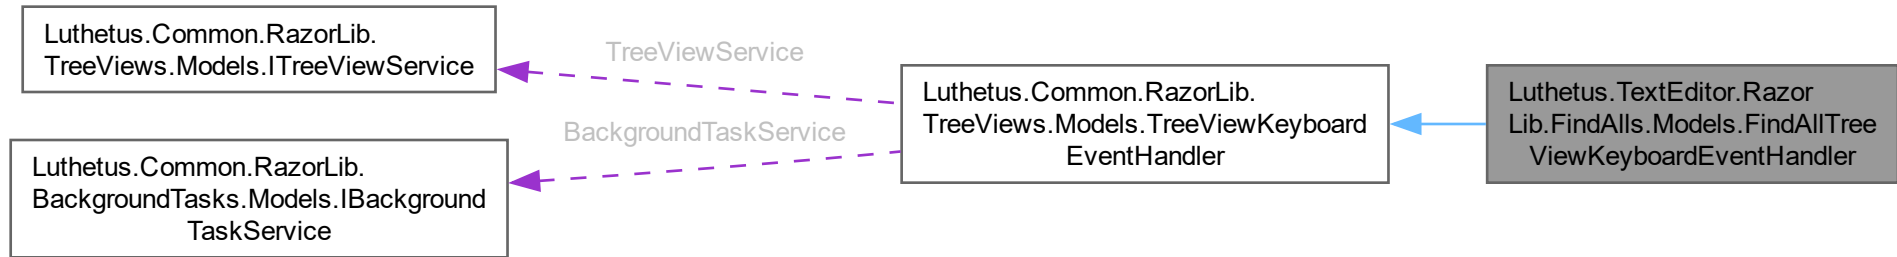 Luthetus.Common.RazorLib.
TreeViews.Models.ITreeViewService
TreeViewService
BackgroundTaskService
Luthetus.Common.RazorLib.
BackgroundTasks.Models.IBackground
TaskService
Luthetus.Common.RazorLib.
TreeViews.Models.TreeViewKeyboard
EventHandler
Luthetus.TextEditor.Razor
Lib.FindAlls.Models.FindAllTree
ViewKeyboardEventHandler